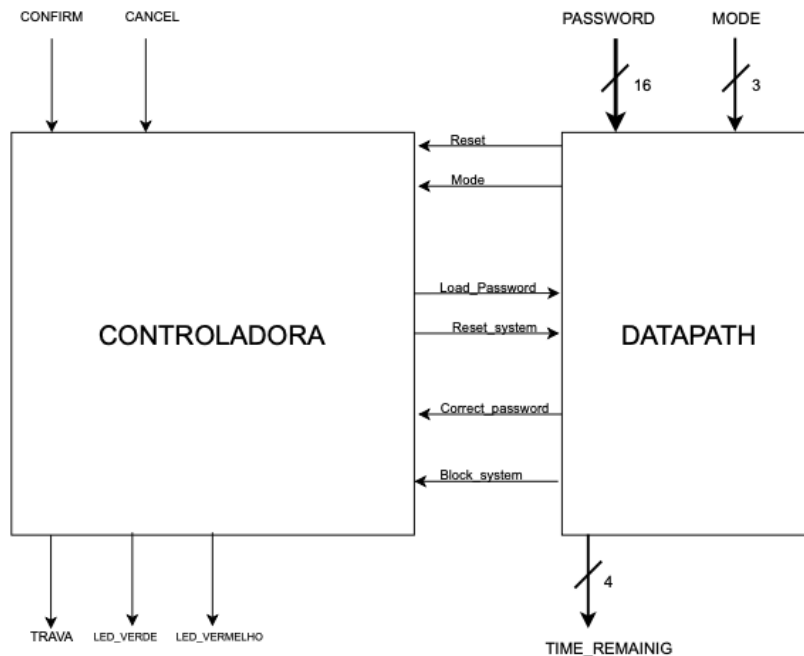 CONFIRM
CANCEL
PASSWORD
MODE
16
3
Reset
Mode
Load_Password
Reset_system
CONTROLADORA
DATAPATH
Correct_password
Block_system
4
TRAVA
LED_VERDE
LED_VERMELHO
TIME_REMAINIG